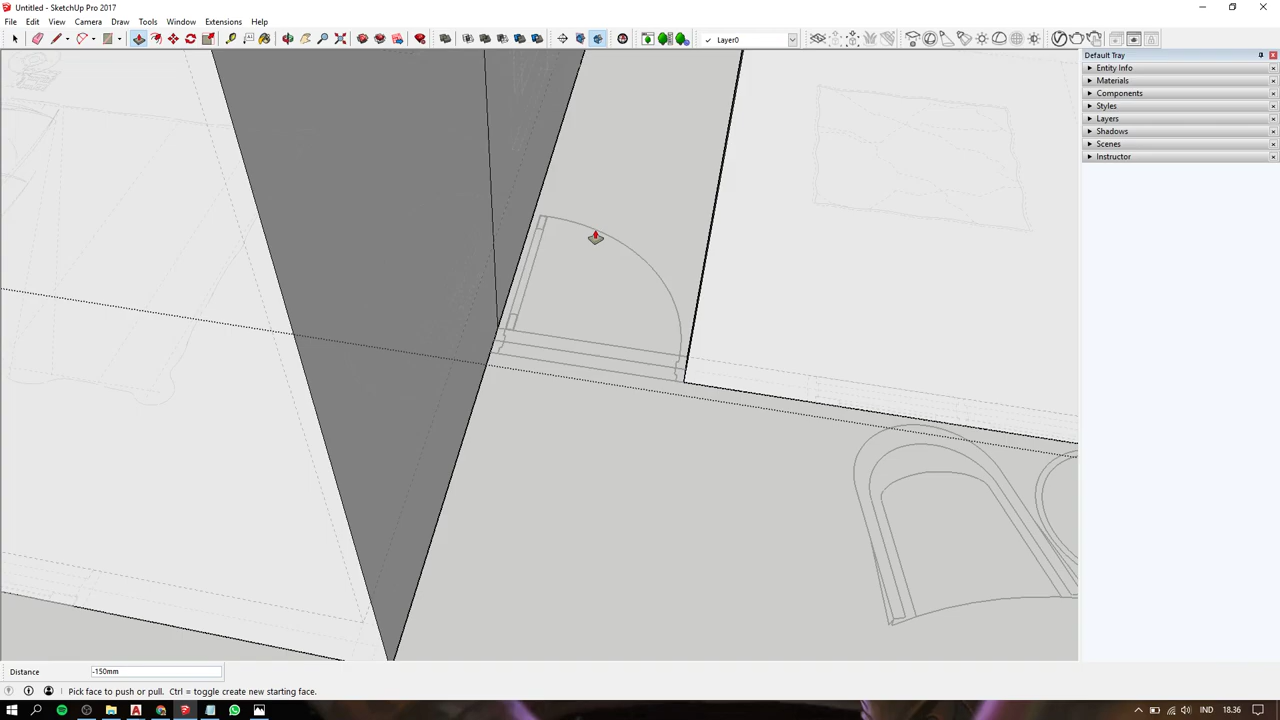 Untitled - SketchUp Pro 2017
File Edit View Camera Draw Tools Window Extensions Help
Layer0
Default Tray
Entity Info
Materials
Components
Styles
Layers
Shadows
Scenes
Instructor
Distance -150mm
Pick face to push or pull. Ctrl = toggle create new starting face.
IND 18.36